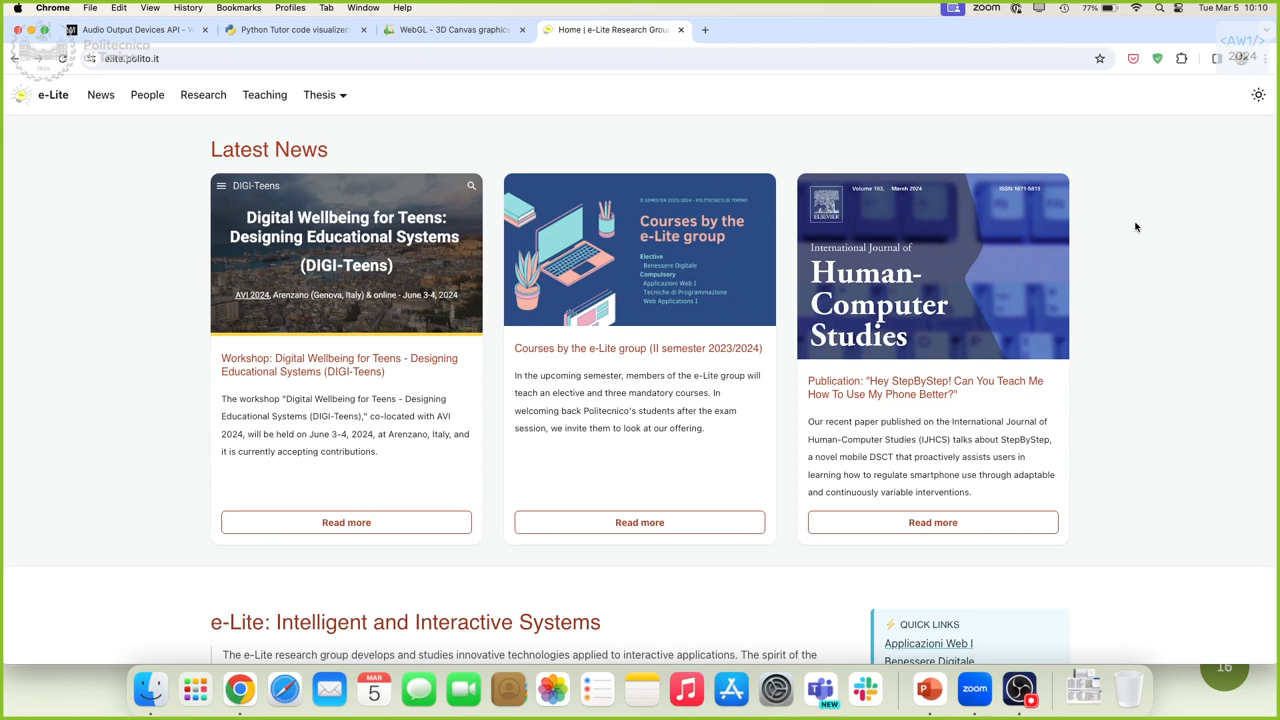 Chrome File Edit View History Bookmarks Profiles Tab Window Help
zoom 77% Tue Mar 5 10:10
Audio Output Devices API - W
Python Tutor code visualizer:
WebGL - 3D Canvas graphics
Home | e-Lite Research Grou
Politecnico
1859
elite.polito.it
<AW1/>
2024
e-Lite News People Research Teaching Thesis
Latest News
DIGI-Teens
Digital Wellbeing for Teens:
Designing Educational Systems
(DIGI-Teens)
AVI 2024, Arenzano (Genova, Italy) & online - June 3-4, 2024
Workshop: Digital Wellbeing for Teens - Designing
Educational Systems (DIGI-Teens)
The workshop "Digital Wellbeing for Teens - Designing
Educational Systems (DIGI-Teens)," co-located with AVI
2024, will be held on June 3–4, 2024, at Arenzano, Italy, and
it is currently accepting contributions.
Read more
II SEMESTER 2023/2024 - POLITECNICO DI TORINO
Courses by the
e-Lite group
Elective
Benessere Digitale
Compulsory
Applicazioni Web I
Tecniche di Programmazione
Web Applications I
Courses by the e-Lite group (II semester 2023/2024)
In the upcoming semester, members of the e-Lite group will
teach an elective and three mandatory courses. In
welcoming back Politecnico's students after the exam
session, we invite them to look at our offering.
Read more
Volume 183, March 2024 ISSN 1071-5819
ELSEVIER
International Journal of
Human-
Computer
Studies
Publication: "Hey StepByStep! Can You Teach Me
How To Use My Phone Better?"
Our recent paper published on the International Journal of
Human-Computer Studies (IJHCS) talks about StepByStep,
a novel mobile DSCT that proactively assists users in
learning how to regulate smartphone use through adaptable
and continuously variable interventions.
Read more
e-Lite: Intelligent and Interactive Systems
The e-Lite research group develops and studies innovative technologies applied to interactive applications. The spirit of the
⚡ QUICK LINKS
Applicazioni Web I
Benessere Digitale
MAR
5
NEW
zoom
16